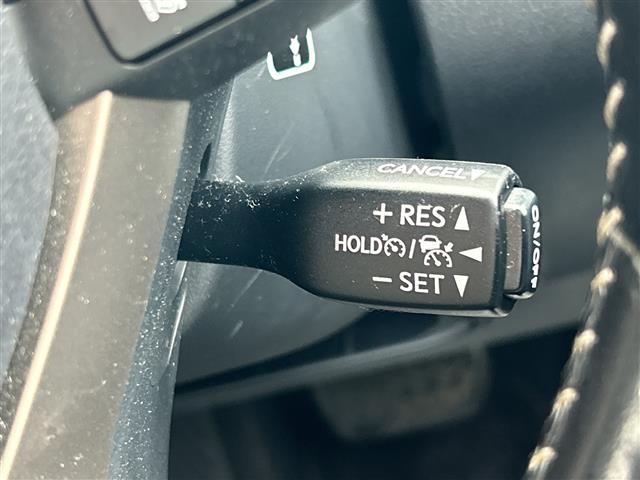 CANCEL
+ RES ▲
HOLD / ◀
− SET ▼
ON/OFF